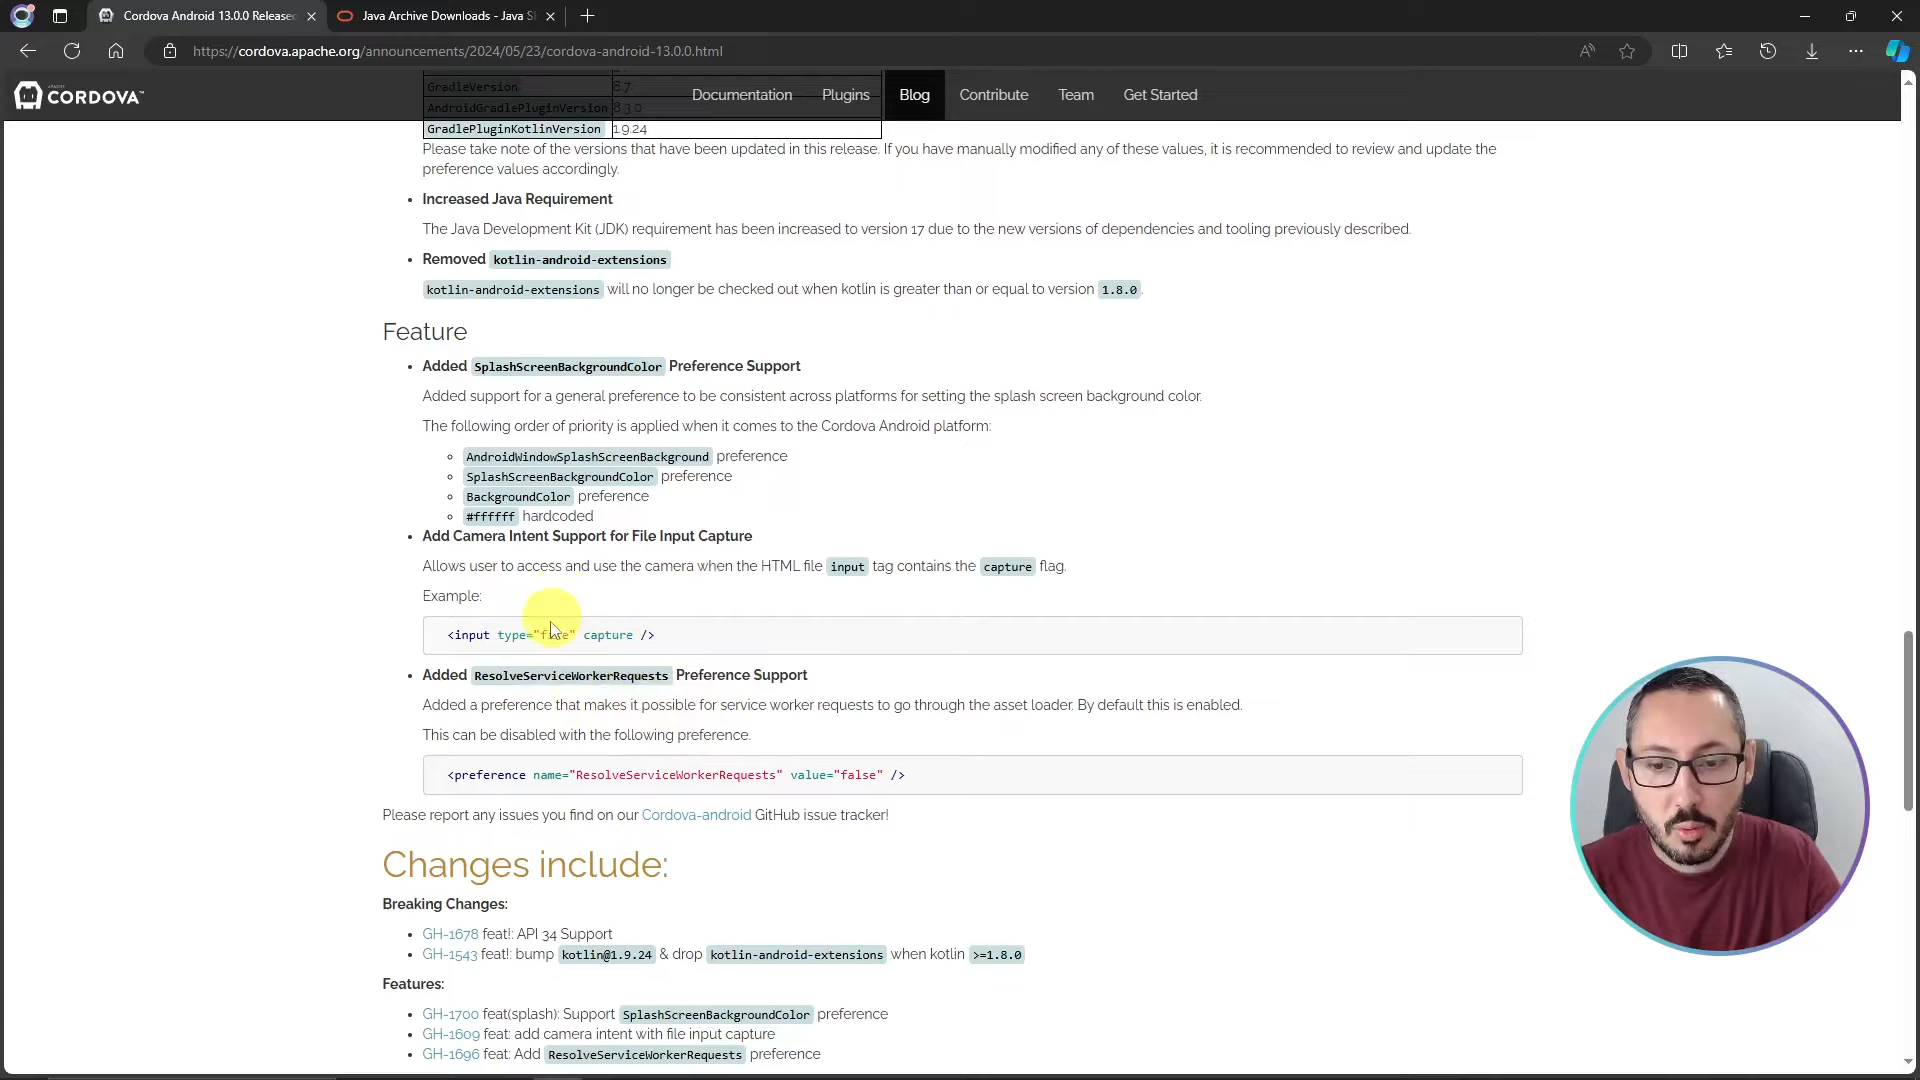 Cordova Android 13.0.0 Released
Java Archive Downloads - Java S
https://cordova.apache.org/announcements/2024/05/23/cordova-android-13.0.0.html
APACHE
CORDOVA™
Documentation
Plugins
Blog
Contribute
Team
Get Started
GradleVersion 8.7
AndroidGradlePluginVersion 8.3.0
GradlePluginKotlinVersion 1.9.24
Please take note of the versions that have been updated in this release. If you have manually modified any of these values, it is recommended to review and update the
preference values accordingly.
• Increased Java Requirement
The Java Development Kit (JDK) requirement has been increased to version 17 due to the new versions of dependencies and tooling previously described.
• Removed kotlin-android-extensions
kotlin-android-extensions will no longer be checked out when kotlin is greater than or equal to version 1.8.0.
Feature
• Added SplashScreenBackgroundColor Preference Support
Added support for a general preference to be consistent across platforms for setting the splash screen background color.
The following order of priority is applied when it comes to the Cordova Android platform:
◦ AndroidWindowSplashScreenBackground preference
◦ SplashScreenBackgroundColor preference
◦ BackgroundColor preference
◦ #ffffff hardcoded
• Add Camera Intent Support for File Input Capture
Allows user to access and use the camera when the HTML file input tag contains the capture flag.
Example:
<input type="file" capture />
• Added ResolveServiceWorkerRequests Preference Support
Added a preference that makes it possible for service worker requests to go through the asset loader. By default this is enabled.
This can be disabled with the following preference.
<preference name="ResolveServiceWorkerRequests" value="false" />
Please report any issues you find on our Cordova-android GitHub issue tracker!
Changes include:
Breaking Changes:
• GH-1678 feat!: API 34 Support
• GH-1543 feat!: bump kotlin@1.9.24 & drop kotlin-android-extensions when kotlin >=1.8.0
Features:
• GH-1700 feat(splash): Support SplashScreenBackgroundColor preference
• GH-1609 feat: add camera intent with file input capture
• GH-1696 feat: Add ResolveServiceWorkerRequests preference